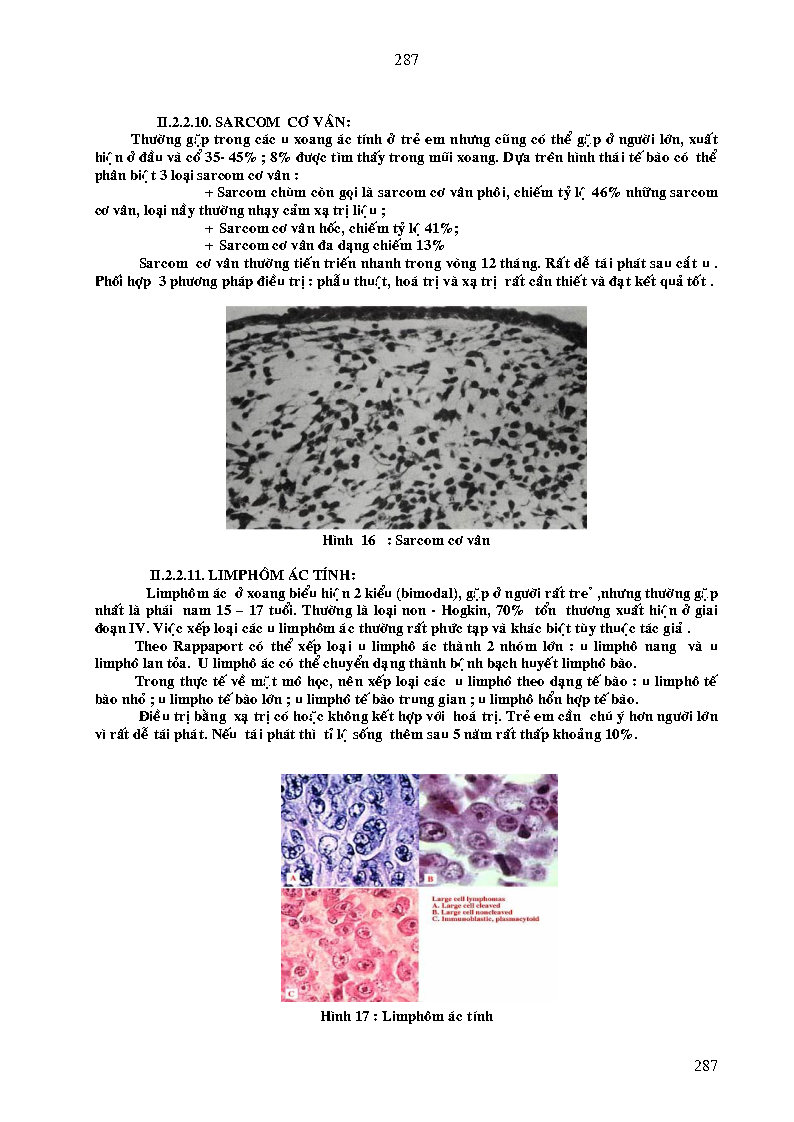 287
II.2.2.10. SARCOM CƠ VÂN:
Thường gặp trong các u xoang ác tính ở trẻ em nhưng cũng có thể gặp ở người lớn, xuất
hiện ở đầu và cổ 35- 45% ; 8% được tìm thấy trong mũi xoang. Dựa trên hình thái tế bào có thể
phân biệt 3 loại sarcom cơ vân :
+ Sarcom chùm còn gọi là sarcom cơ vân phôi, chiếm tỷ lệ 46% những sarcom
cơ vân, loại nầy thường nhạy cảm xạ trị liệu ;
+ Sarcom cơ vân hốc, chiếm tỷ lệ 41%;
+ Sarcom cơ vân đa dạng chiếm 13%
Sarcom cơ vân thường tiến triển nhanh trong vòng 12 tháng. Rất dễ tái phát sau cắt u .
Phối hợp 3 phương pháp điều trị : phẫu thuật, hoá trị và xạ trị rất cần thiết và đạt kết quả tốt .
Hình 16 : Sarcom cơ vân
II.2.2.11. LIMPHÔM ÁC TÍNH:
Limphôm ác ở xoang biểu hiện 2 kiểu (bimodal), gặp ở người rất trẻ ,nhưng thường gặp
nhất là phái nam 15 – 17 tuổi. Thường là loại non - Hogkin, 70% tổn thương xuất hiện ở giai
đoạn IV. Việc xếp loại các u limphôm ác thường rất phức tạp và khác biệt tùy thuộc tác giả .
Theo Rappaport có thể xếp loại u limphô ác thành 2 nhóm lớn : u limphô nang và u
limphô lan tỏa. U limphô ác có thể chuyển dạng thành bệnh bạch huyết limphô bào.
Trong thực tế về mặt mô học, nên xếp loại các u limphô theo dạng tế bào : u limphô tế
bào nhỏ ; u limpho tế bào lớn ; u limphô tế bào trung gian ; u limphô hổn hợp tế bào.
Điều trị bằng xạ trị có hoặc không kết hợp với hoá trị. Trẻ em cần chú ý hơn người lớn
vì rất dễ tái phát. Nếu tái phát thì tỉ lệ sống thêm sau 5 năm rất thấp khoảng 10%.
A
B
Large cell lymphomas
A. Large cell cleaved
B. Large cell noncleaved
C. Immunoblastic, plasmacytoid
C
Hình 17 : Limphôm ác tính
287